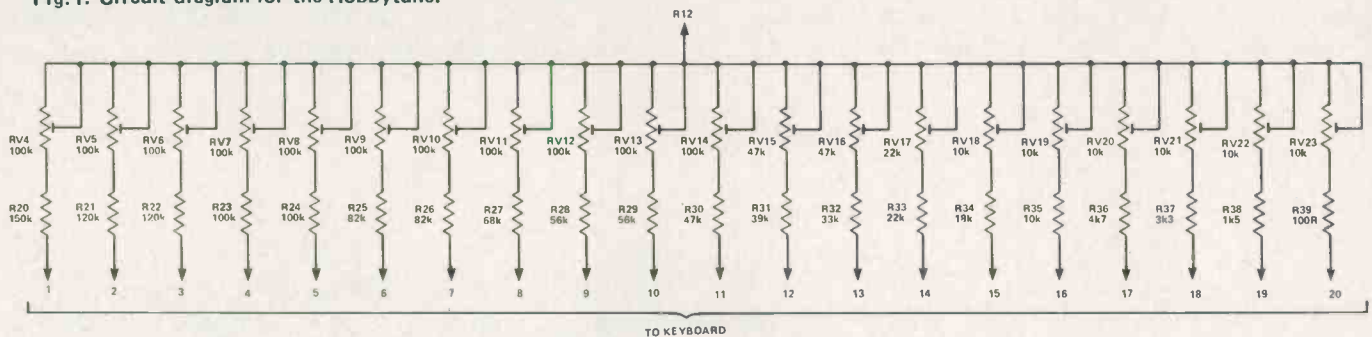 Fig.1. Circuit diagram for the Hobbytune.
R12
RV4 RV5 RV6 RV7 RV8 RV9 RV10 RV11 RV12 RV13 RV14 RV15 RV16 RV17 RV18 RV19 RV20 RV21 RV22 RV23
100k 100k 100k 100k 100k 100k 100k 100k 100k 100k 100k 47k 47k 22k 10k 10k 10k 10k 10k 10k
R20 R21 R22 R23 R24 R25 R26 R27 R28 R29 R30 R31 R32 R33 R34 R35 R36 R37 R38 R39
150k 120k 120k 100k 100k 82k 82k 68k 56k 56k 47k 39k 33k 22k 18k 10k 4k7 3k3 1k5 100R
1 2 3 4 5 6 7 8 9 10 11 12 13 14 15 16 17 18 19 20
TO KEYBOARD